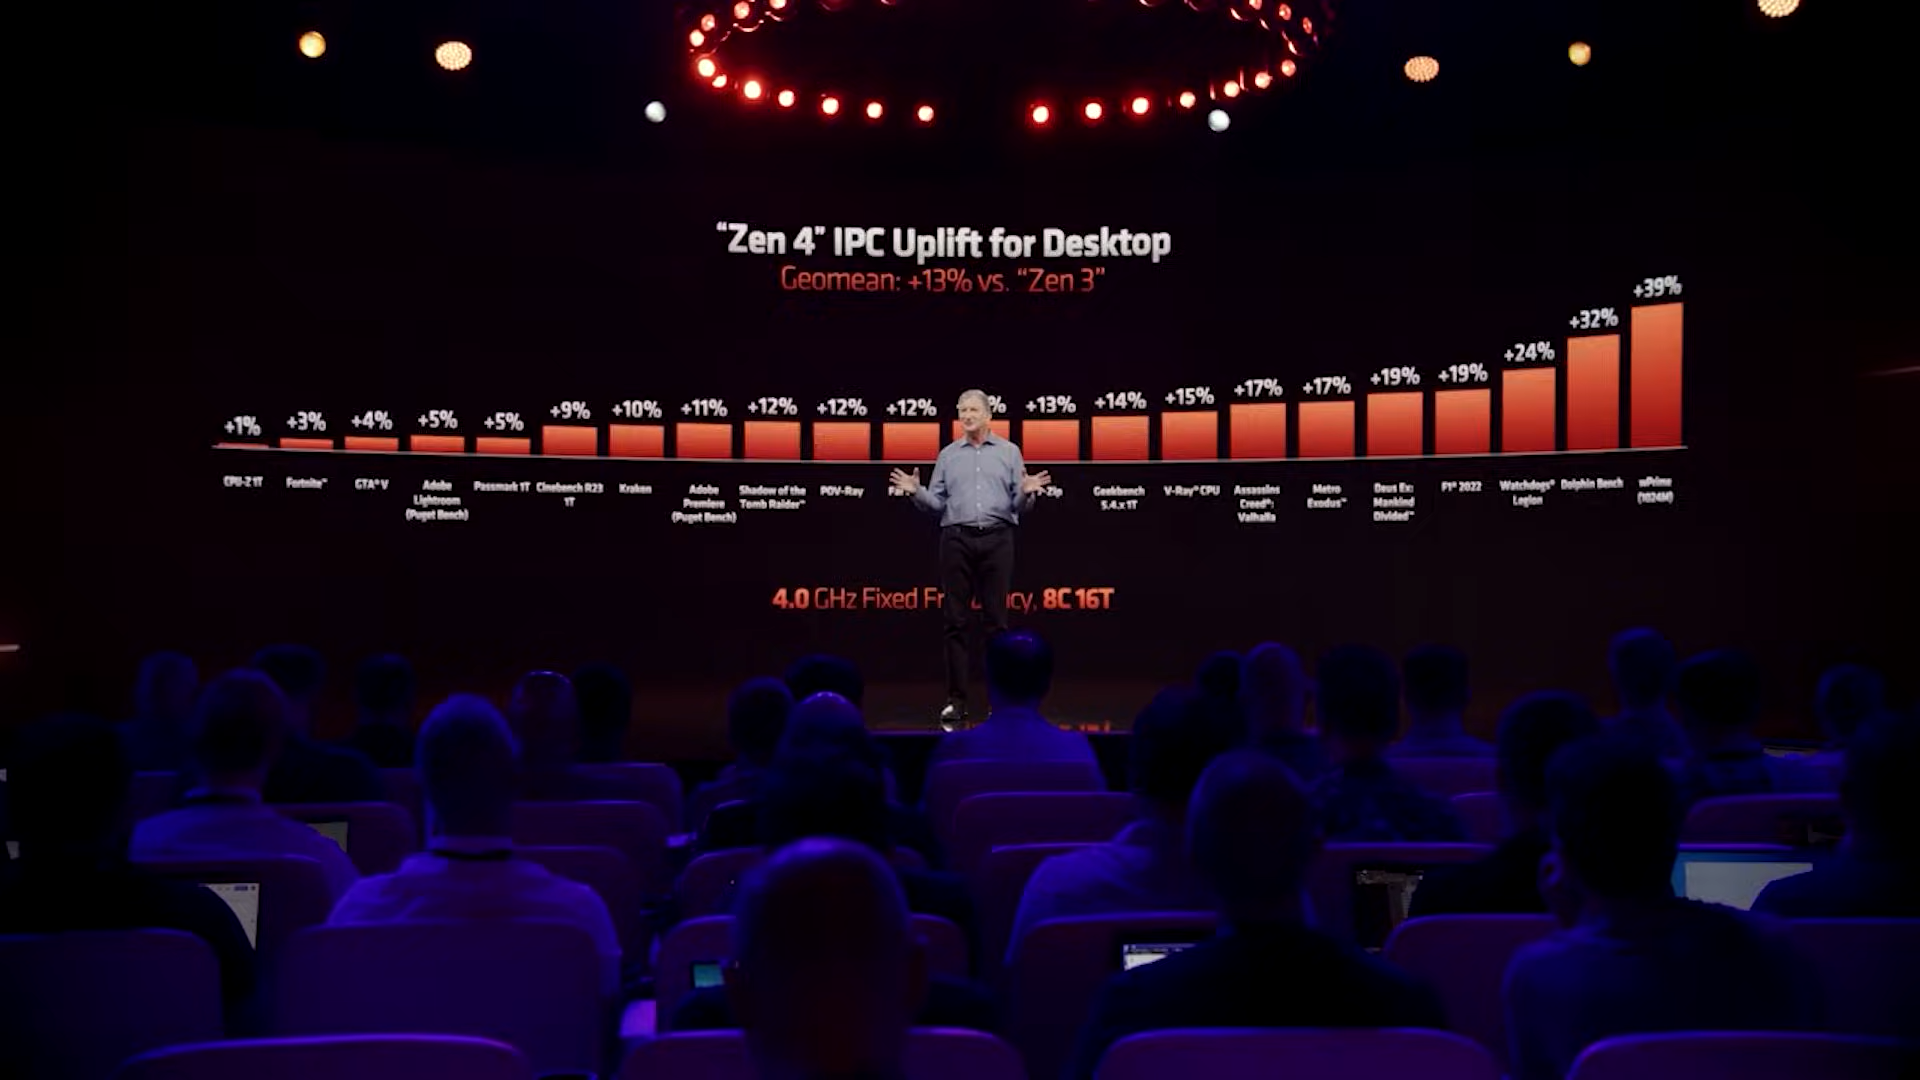 “Zen 4” IPC Uplift for Desktop
Geomean: +13% vs. “Zen 3”
+1%
+3%
+4%
+5%
+5%
+9%
+10%
+11%
+12%
+12%
+12%
+13%
+14%
+15%
+17%
+17%
+19%
+19%
+24%
+32%
+39%
CPU-Z 1T
Fortnite™
GTA® V
Adobe
Lightroom
(Puget Bench)
Passmark 1T
Cinebench R23
1T
Kraken
Adobe
Premiere
(Puget Bench)
Shadow of the
Tomb Raider™
POV-Ray
Geekbench
5.4.x 1T
V-Ray® CPU
Assassins
Creed®:
Valhalla
Metro
Exodus™
Deus Ex:
Mankind
Divided™
F1® 2022
Watchdogs®
Legion
Dolphin Bench
wPrime
(1024M)
4.0 GHz Fixed 8C 16T